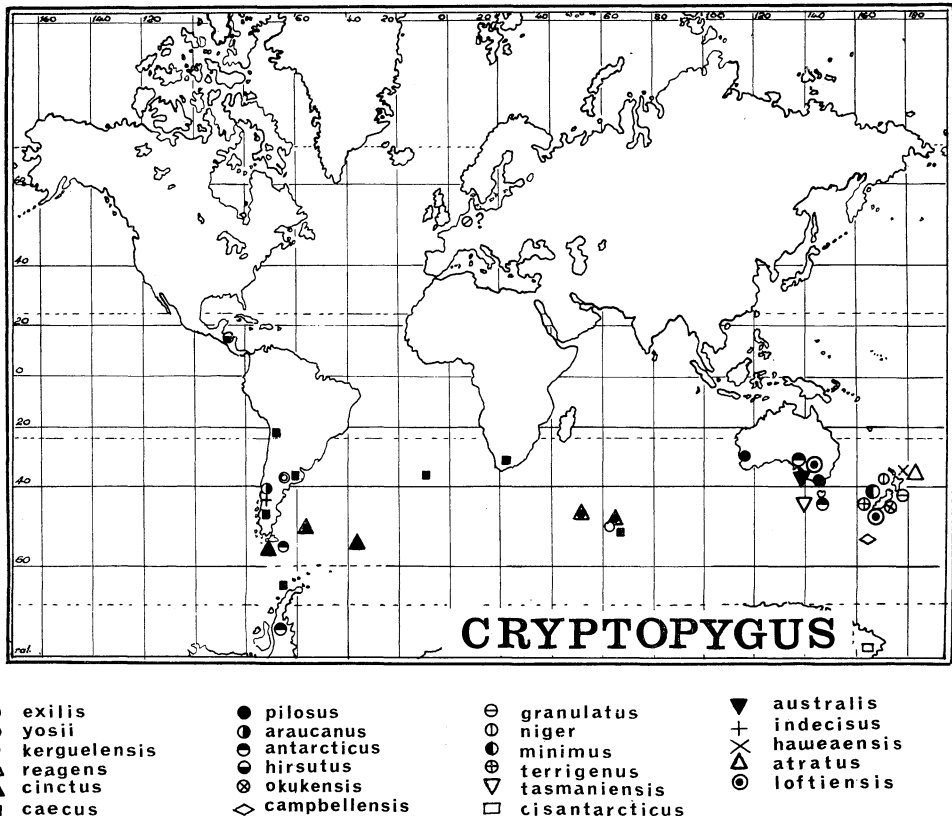 160 140 120 60 40 20 0 20 40 60 80 100 120 140 160 180
60
?
40
20
0
20
40
60
CRYPTOPYGUS
exilis
yosii
kerguelensis
reagens
cinctus
caecus
pilosus
araucanus
antarcticus
hirsutus
okukensis
campbellensis
granulatus
niger
minimus
terrigenus
tasmaniensis
cisantarcticus
australis
indecisus
haweaensis
atratus
loftiensis